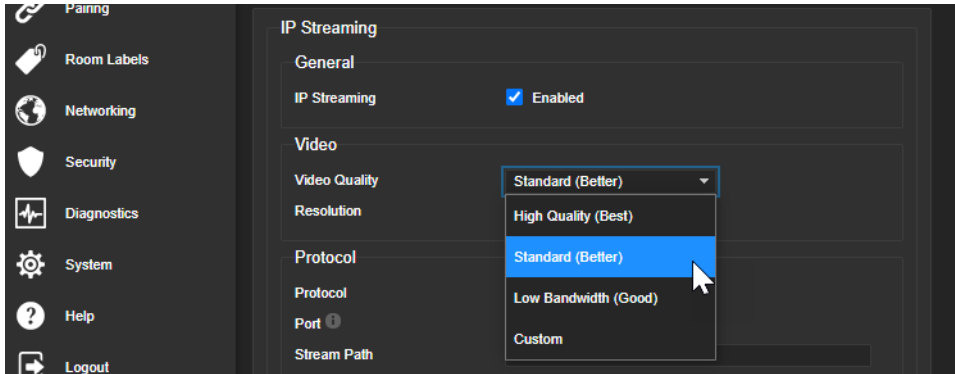 Pairing
Room Labels
Networking
Security
Diagnostics
System
Help
Logout
IP Streaming
General
IP Streaming
Enabled
Video
Video Quality
Standard (Better)
Resolution
High Quality (Best)
Standard (Better)
Low Bandwidth (Good)
Custom
Protocol
Protocol
Port
Stream Path